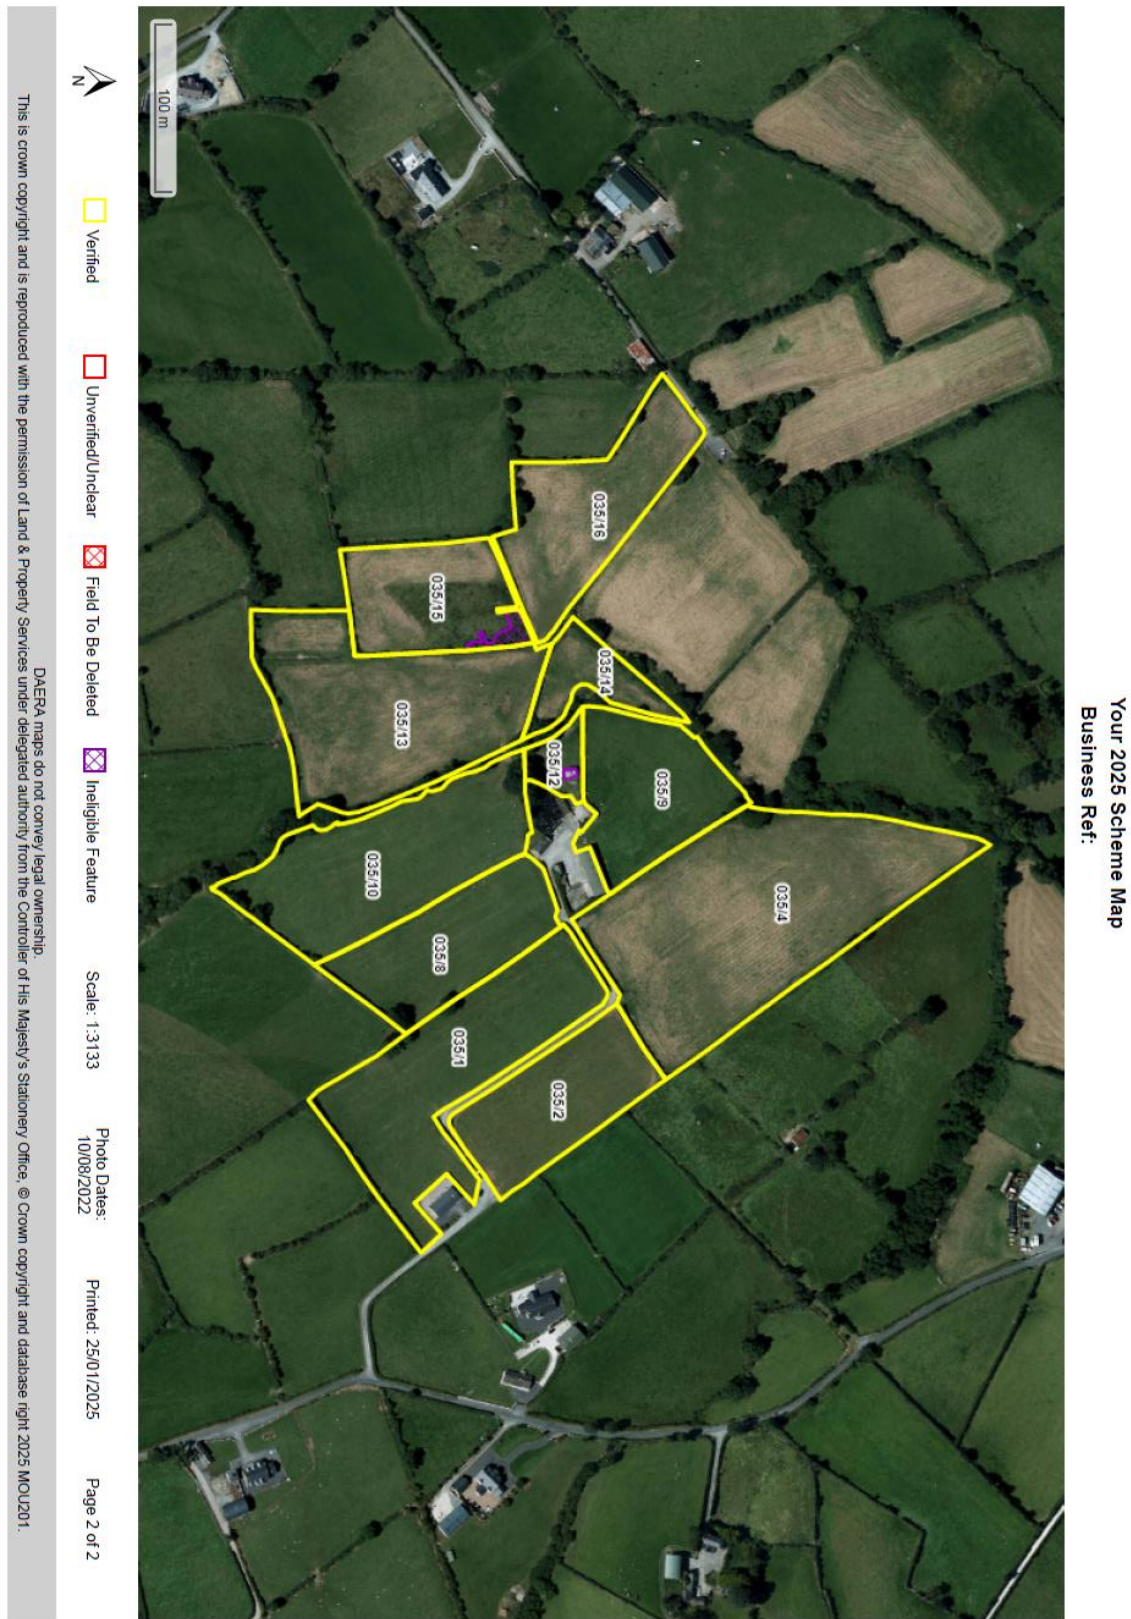 Your 2025 Scheme Map
Business Ref:
035/16
035/15
035/14
035/13
035/12
035/9
035/4
035/10
035/8
035/1
035/2
100 m
N
Verified
Unverified/Unclear
Field To Be Deleted
Ineligible Feature
Scale: 1:3133
Photo Dates:
10/08/2022
Printed: 25/01/2025
Page 2 of 2
DAERA maps do not convey legal ownership.
This is crown copyright and is reproduced with the permission of Land & Property Services under delegated authority from the Controller of His Majesty's Stationery Office, © Crown copyright and database right 2025 MOU201.